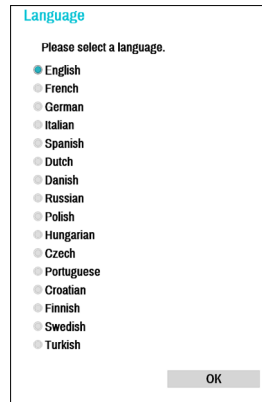 Language
Please select a language.
English
French
German
Italian
Spanish
Dutch
Danish
Russian
Polish
Hungarian
Czech
Portuguese
Croatian
Finnish
Swedish
Turkish
OK